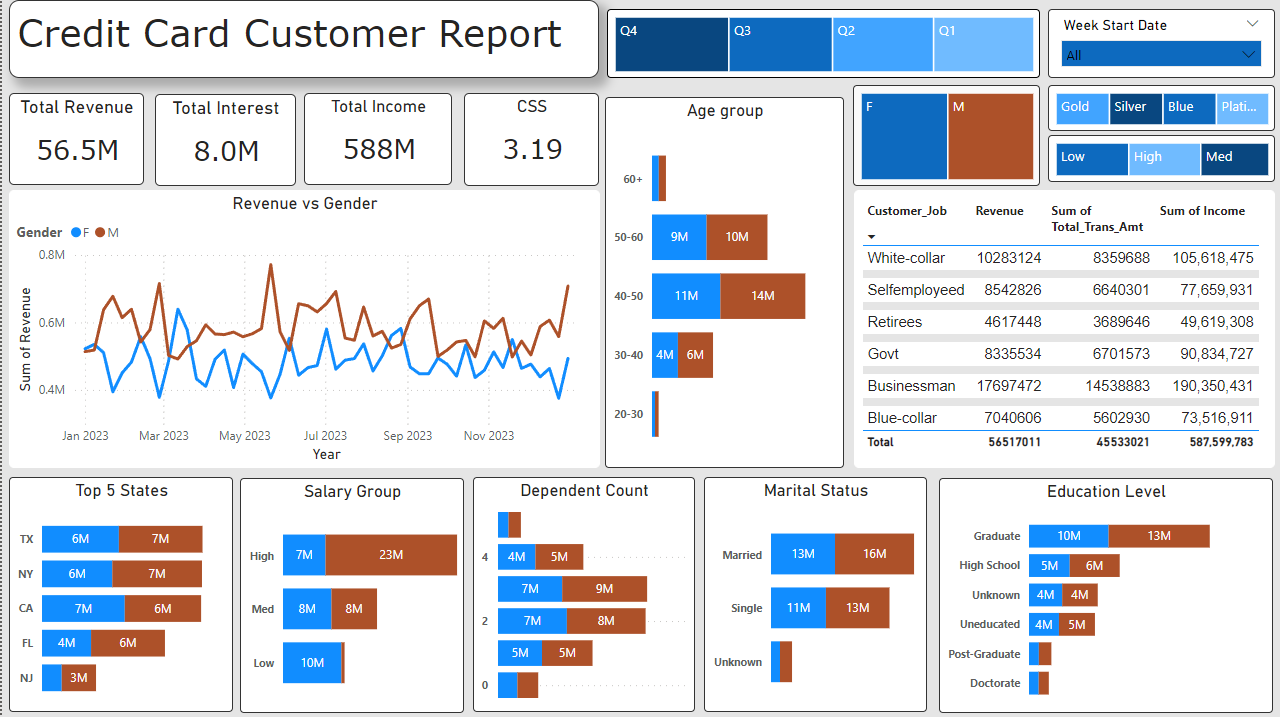 Credit Card Customer Report
Q4 Q3 Q2 Q1
Week Start Date
All
Total Revenue
56.5M
Total Interest
8.0M
Total Income
588M
CSS
3.19
Age group
60+
50-60 9M 10M
40-50 11M 14M
30-40 4M 6M
20-30
F M
Gold Silver Blue Plati...
Low High Med
Revenue vs Gender
Gender F M
0.8M
0.6M
0.4M
Sum of Revenue
Jan 2023 Mar 2023 May 2023 Jul 2023 Sep 2023 Nov 2023
Year
Customer_Job Revenue Sum of Total_Trans_Amt Sum of Income
White-collar 10283124 8359688 105,618,475
Selfemployeed 8542826 6640301 77,659,931
Retirees 4617448 3689646 49,619,308
Govt 8335534 6701573 90,834,727
Businessman 17697472 14538883 190,350,431
Blue-collar 7040606 5602930 73,516,911
Total 56517011 45533021 587,599,783
Top 5 States
TX 6M 7M
NY 6M 7M
CA 7M 6M
FL 4M 6M
NJ 3M
Salary Group
High 7M 23M
Med 8M 8M
Low 10M
Dependent Count
4 4M 5M
7M 9M
2 7M 8M
5M 5M
0
Marital Status
Married 13M 16M
Single 11M 13M
Unknown
Education Level
Graduate 10M 13M
High School 5M 6M
Unknown 4M 4M
Uneducated 4M 5M
Post-Graduate
Doctorate